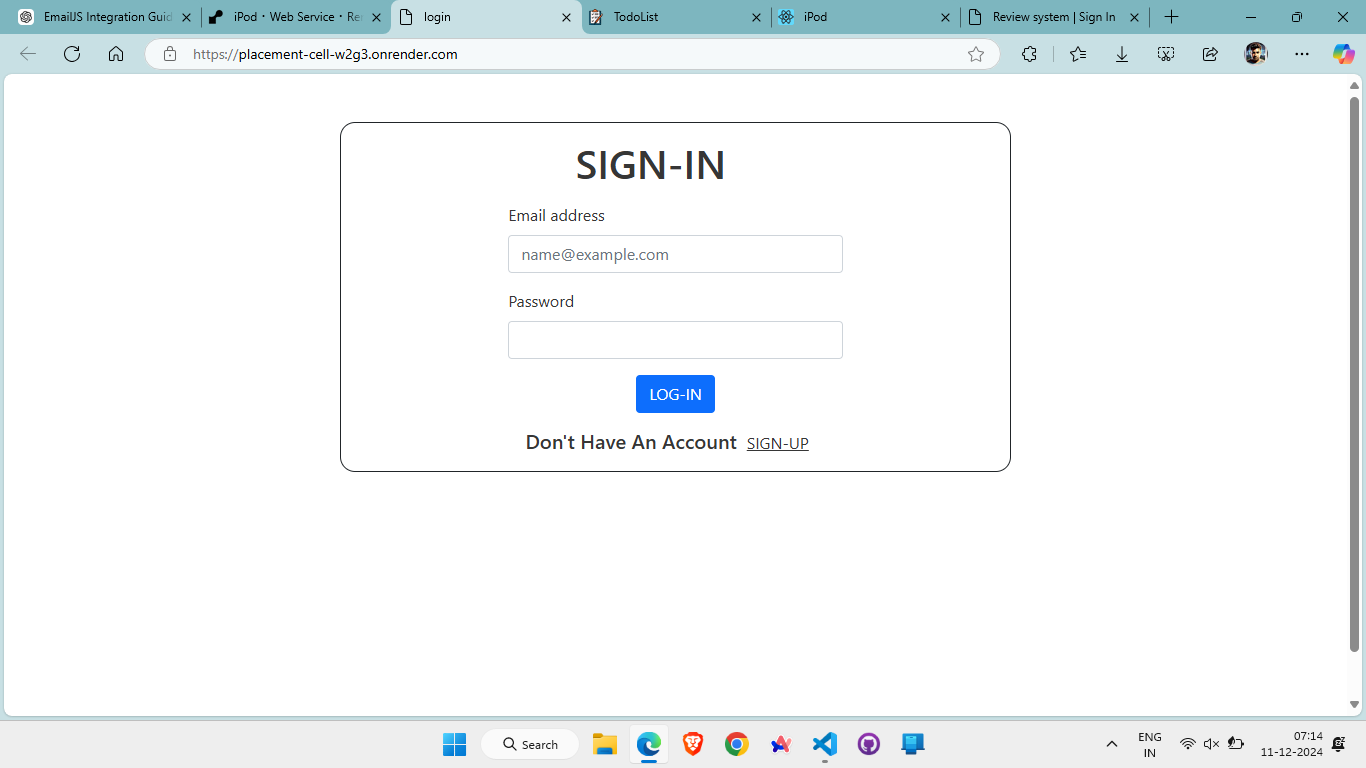 EmailJS Integration Guid
iPod · Web Service · Re
login
TodoList
iPod
Review system | Sign In
https://placement-cell-w2g3.onrender.com
SIGN-IN
Email address
name@example.com
Password
LOG-IN
Don't Have An Account SIGN-UP
Search
ENG
IN
07:14
11-12-2024